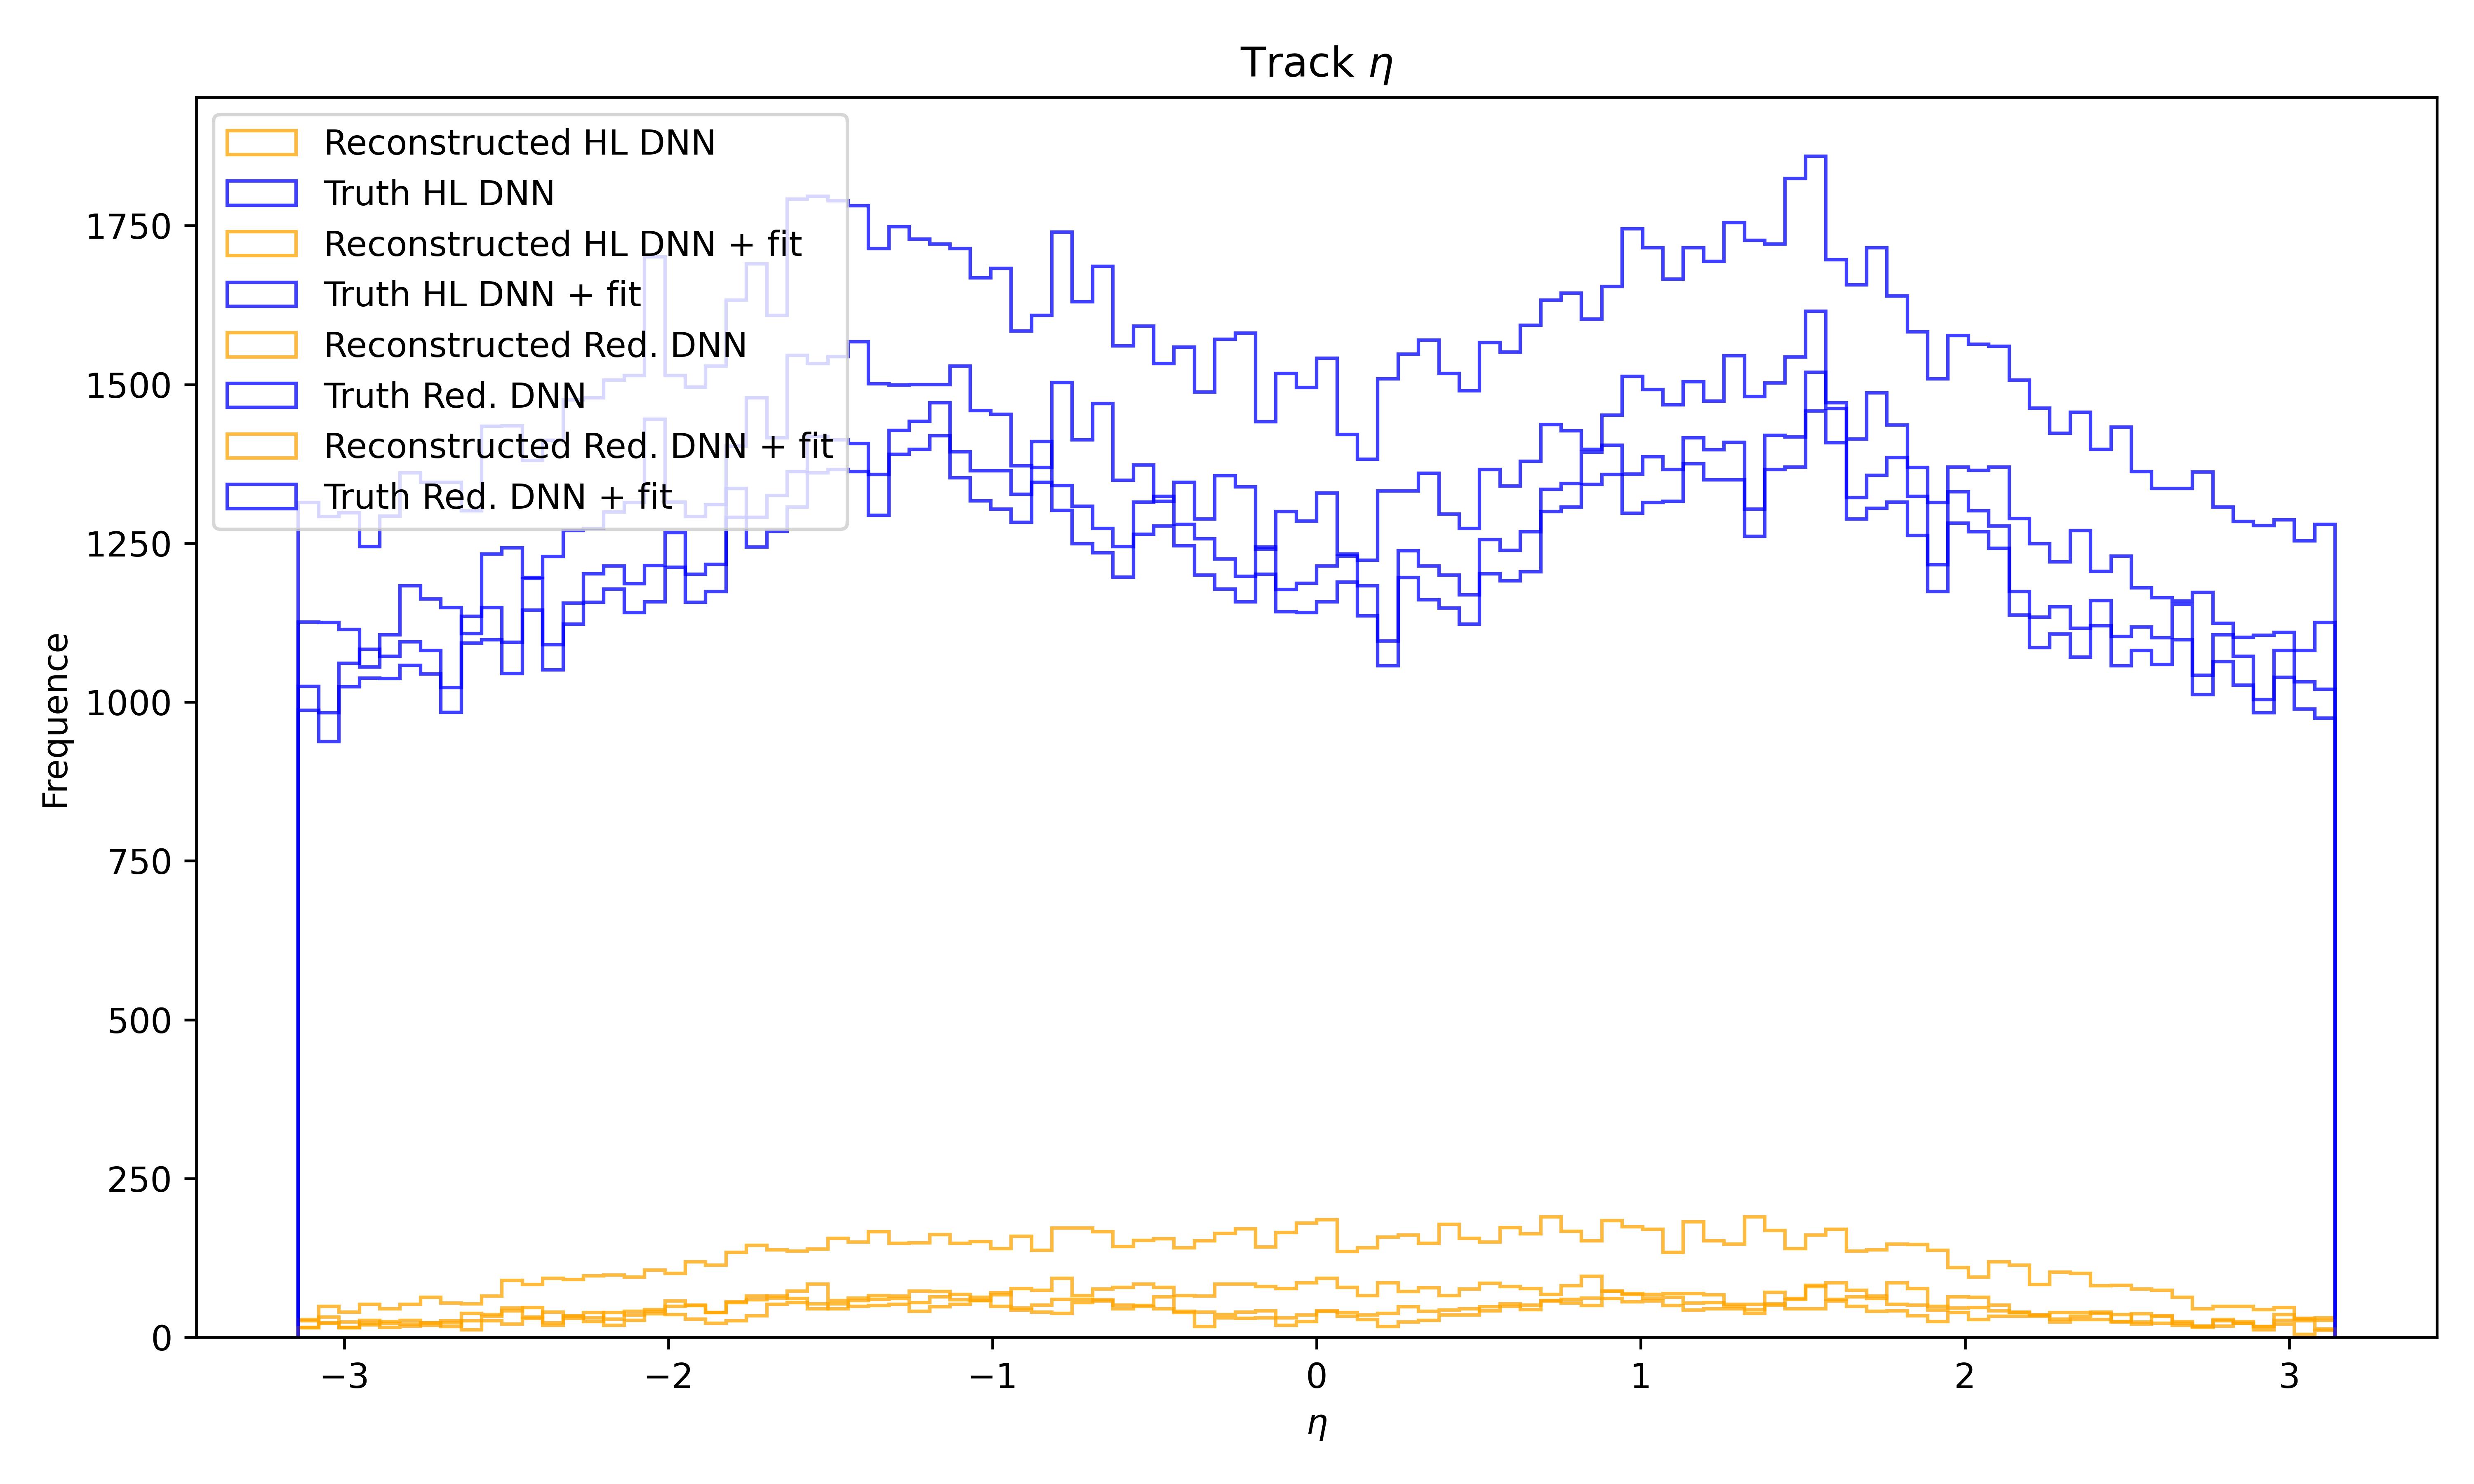 Track η
Reconstructed HL DNN
Truth HL DNN
Reconstructed HL DNN + fit
Truth HL DNN + fit
Reconstructed Red. DNN
Truth Red. DNN
Reconstructed Red. DNN + fit
Truth Red. DNN + fit
Frequence
1750
1500
1250
1000
750
500
250
0
−3 −2 −1 0 1 2 3
η